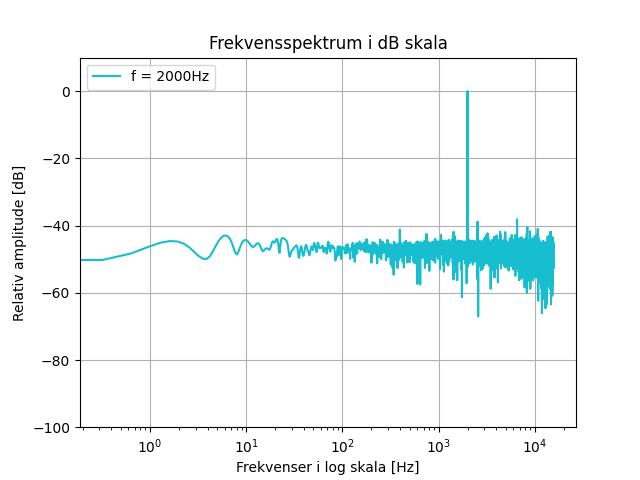 Frekvensspektrum i dB skala
f = 2000Hz
Relativ amplitude [dB]
0
−20
−40
−60
−80
−100
10⁰ 10¹ 10² 10³ 10⁴
Frekvenser i log skala [Hz]